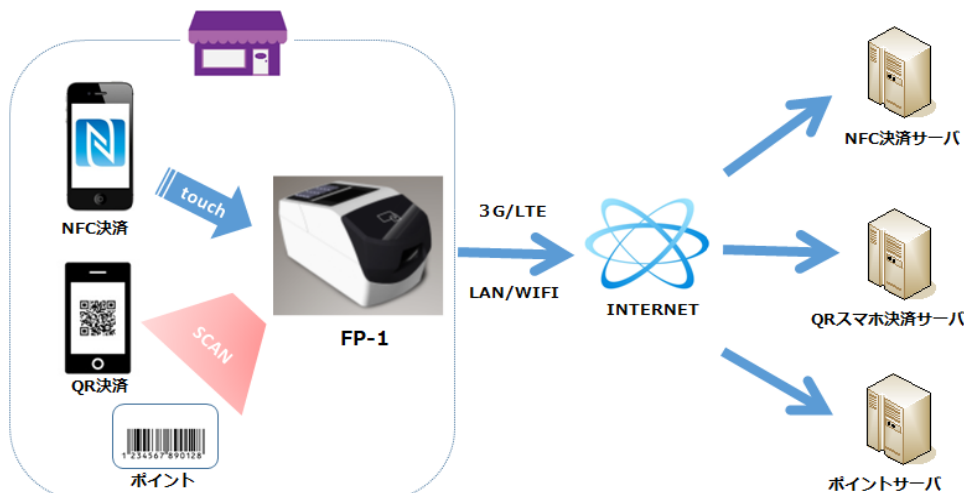 NFC決済
touch
QR決済
SCAN
1 234567 890128
ポイント
FP-1
3G/LTE
LAN/WIFI
INTERNET
NFC決済サーバ
QRスマホ決済サーバ
ポイントサーバ